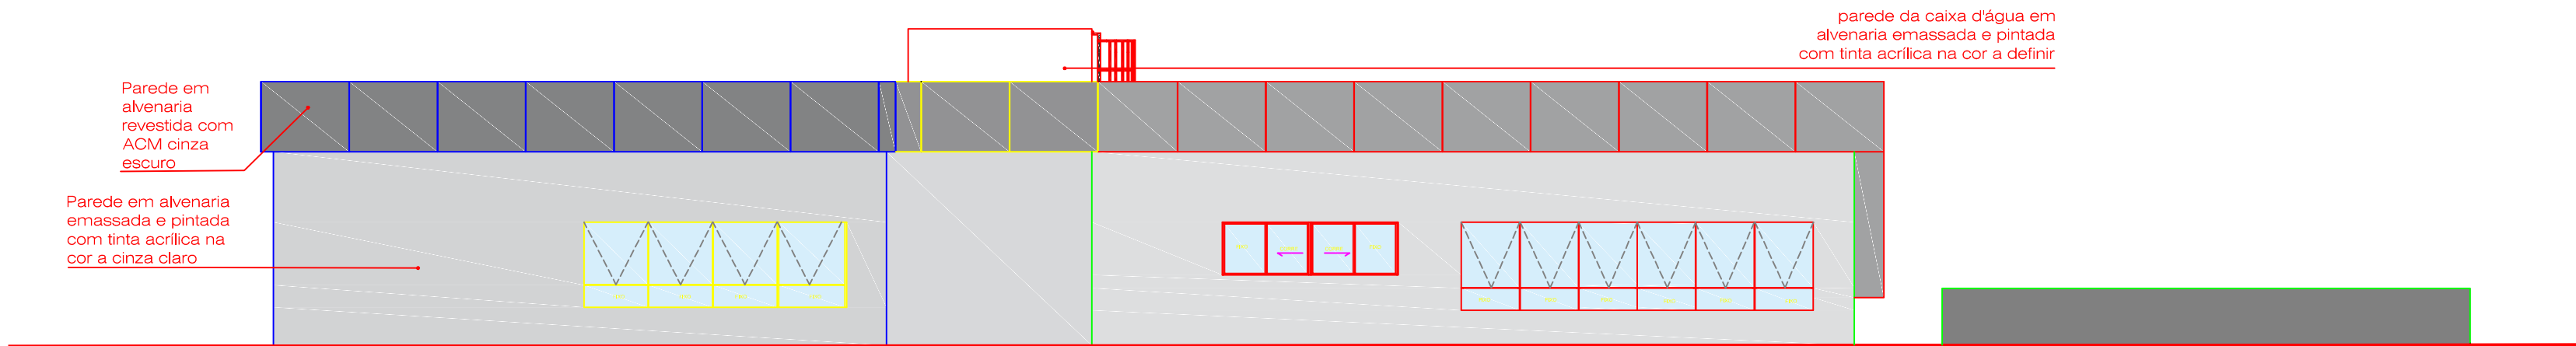 parede da caixa d'água em
alvenaria emassada e pintada
com tinta acrílica na cor a definir
Parede em
alvenaria
revestida com
ACM cinza
escuro
Parede em alvenaria
emassada e pintada
com tinta acrílica na
cor a cinza claro